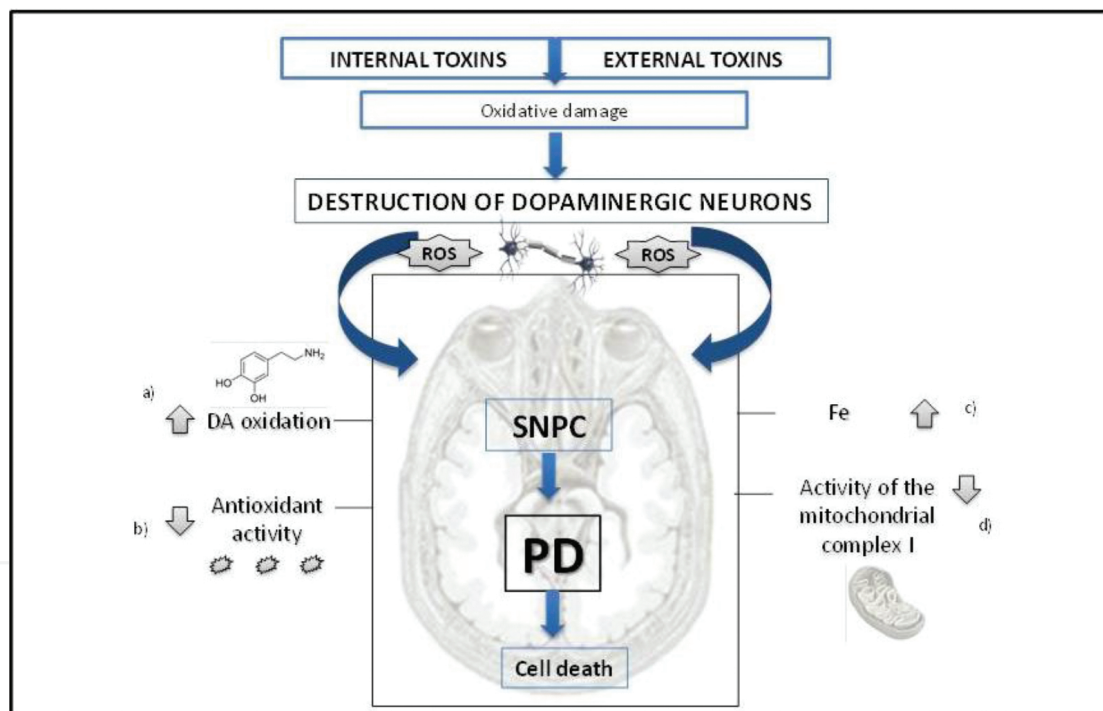 INTERNAL TOXINS
EXTERNAL TOXINS
Oxidative damage
DESTRUCTION OF DOPAMINERGIC NEURONS
ROS
ROS
NH₂
HO
OH
a)
DA oxidation
b)
Antioxidant
activity
SNPC
PD
Cell death
Fe
c)
Activity of the
mitochondrial
complex I
d)